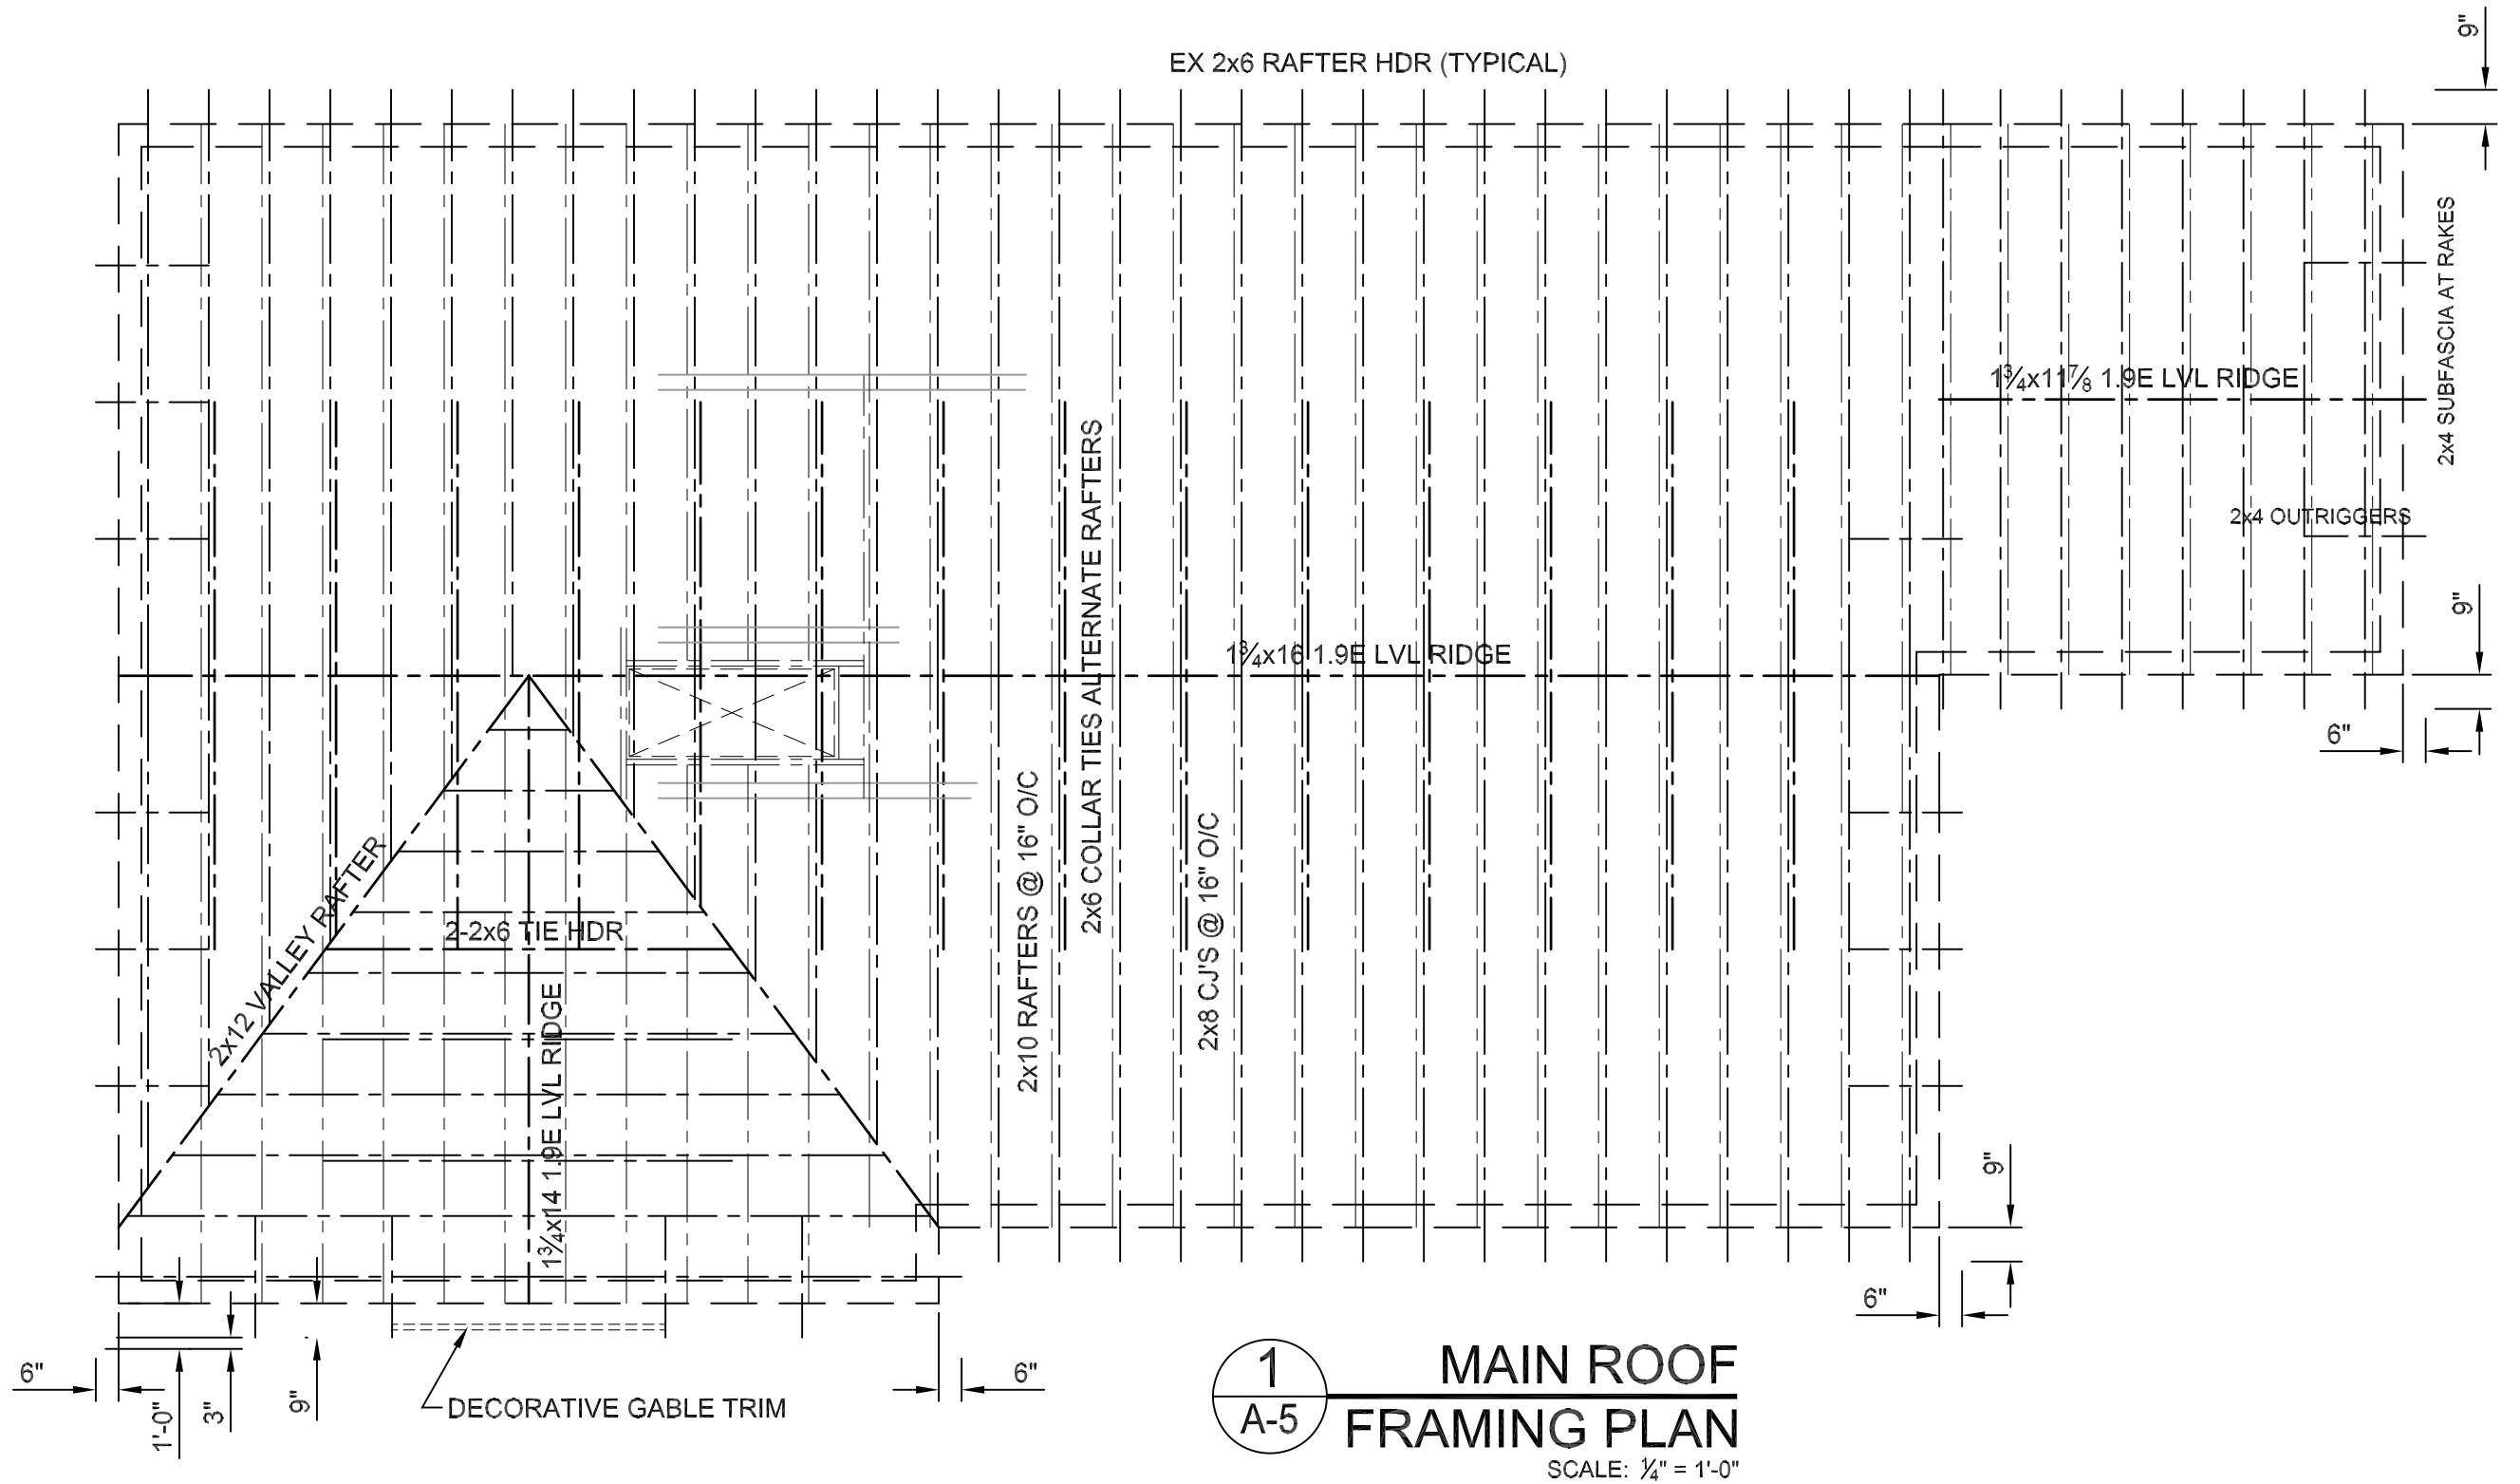 9"
EX 2x6 RAFTER HDR (TYPICAL)
2x4 SUBFASCIA AT RAKES
1¾x11⅞ 1.9E LVL RIDGE
2x4 OUTRIGGERS
9"
6"
1¾x16 1.9E LVL RIDGE
2x6 COLLAR TIES ALTERNATE RAFTERS
2x10 RAFTERS @ 16" O/C
2x8 CJ'S @ 16" O/C
2x12 VALLEY RAFTER
2-2x6 TIE HDR
1¾x14 1.9E LVL RIDGE
9"
6"
6"
1'-0"
3"
9"
6"
DECORATIVE GABLE TRIM
1
A-5
MAIN ROOF
FRAMING PLAN
SCALE: ¼" = 1'-0"